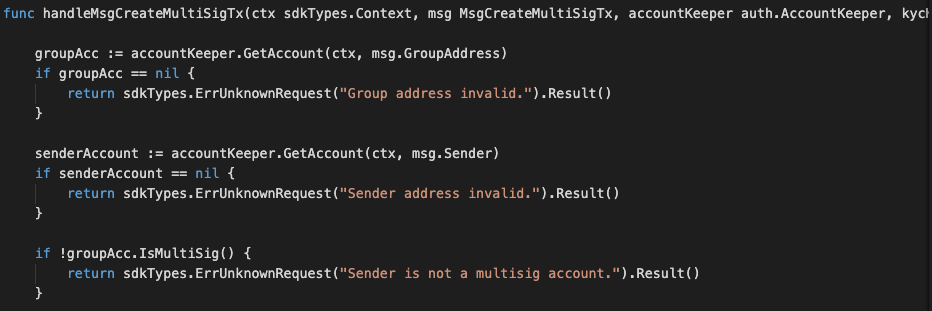 func handleMsgCreateMultiSigTx(ctx sdkTypes.Context, msg MsgCreateMultiSigTx, accountKeeper auth.AccountKeeper,
groupAcc := accountKeeper.GetAccount(ctx, msg.GroupAddress)
if groupAcc == nil {
return sdkTypes.ErrUnknownRequest("Group address invalid.").Result()
}
senderAccount := accountKeeper.GetAccount(ctx, msg.Sender)
if senderAccount == nil {
return sdkTypes.ErrUnknownRequest("Sender address invalid.").Result()
}
if !groupAcc.IsMultiSig() {
return sdkTypes.ErrUnknownRequest("Sender is not a multisig account.").Result()
}